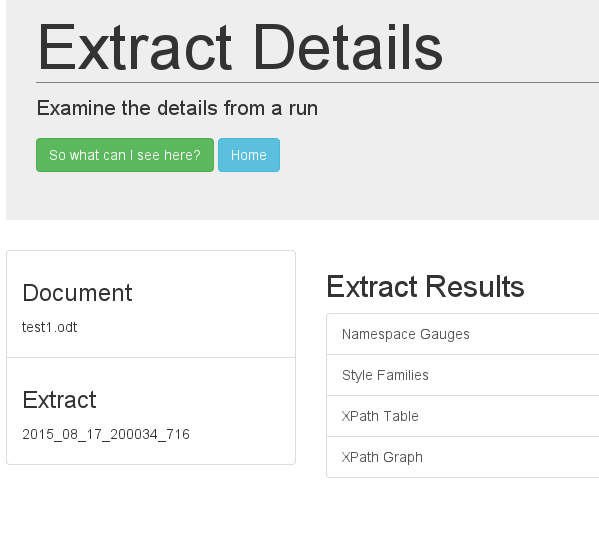 Extract Details
Examine the details from a run
So what can I see here? Home
Document
test1.odt
Extract
2015_08_17_200034_716
Extract Results
Namespace Gauges
Style Families
XPath Table
XPath Graph